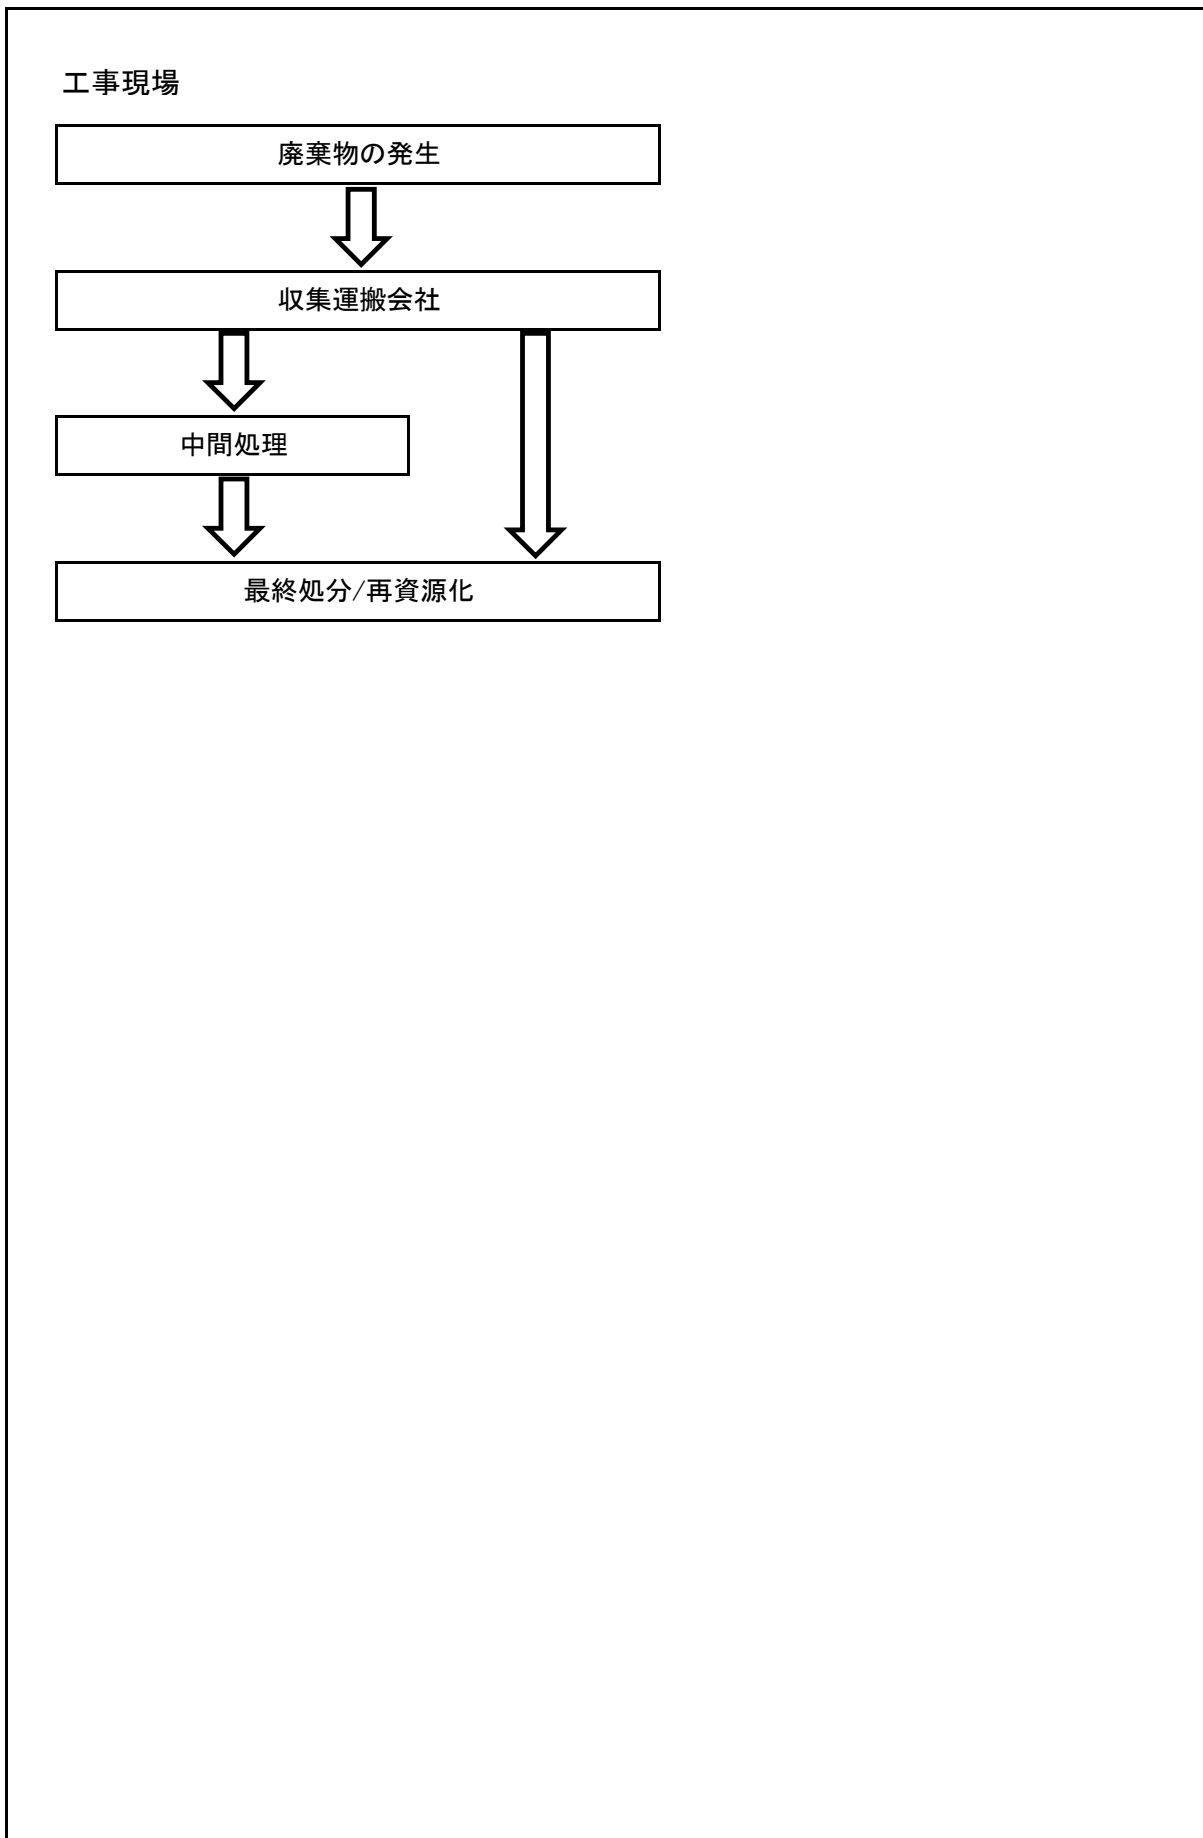 工事現場
廃棄物の発生
収集運搬会社
中間処理
最終処分/再資源化